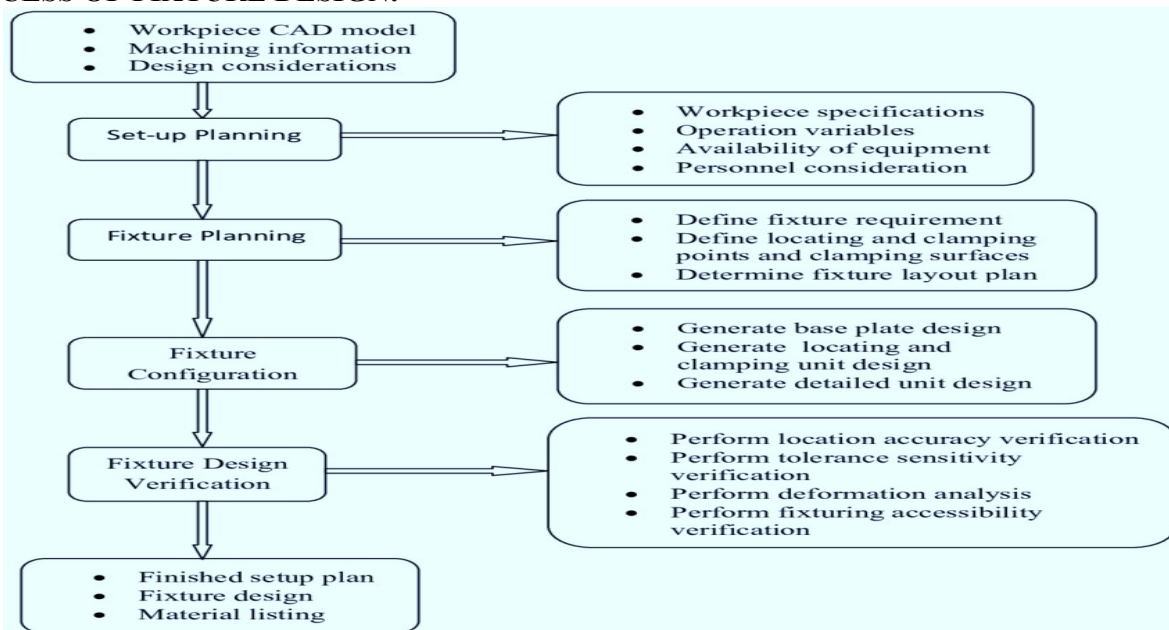 • Workpiece CAD model
• Machining information
• Design considerations
Set-up Planning
• Workpiece specifications
• Operation variables
• Availability of equipment
• Personnel consideration
Fixture Planning
• Define fixture requirement
• Define locating and clamping
points and clamping surfaces
• Determine fixture layout plan
Fixture
Configuration
• Generate base plate design
• Generate locating and
clamping unit design
• Generate detailed unit design
Fixture Design
Verification
• Perform location accuracy verification
• Perform tolerance sensitivity
verification
• Perform deformation analysis
• Perform fixturing accessibility
verification
• Finished setup plan
• Fixture design
• Material listing